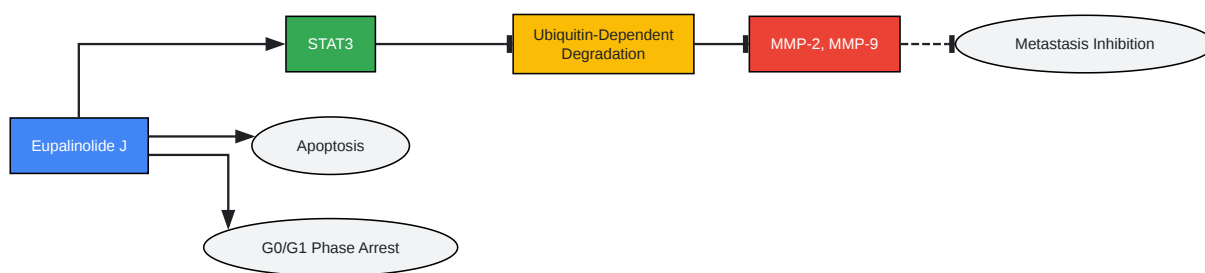 STAT3
Ubiquitin-Dependent
Degradation
MMP-2, MMP-9
Metastasis Inhibition
Eupalinolide J
Apoptosis
G0/G1 Phase Arrest